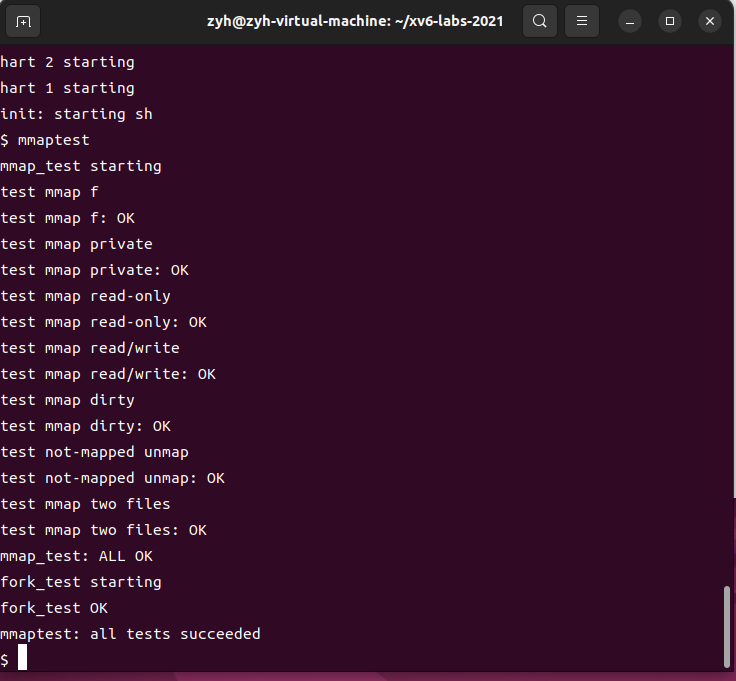 zyh@zyh-virtual-machine: ~/xv6-labs-2021
hart 2 starting
hart 1 starting
init: starting sh
$ mmaptest
mmap_test starting
test mmap f
test mmap f: OK
test mmap private
test mmap private: OK
test mmap read-only
test mmap read-only: OK
test mmap read/write
test mmap read/write: OK
test mmap dirty
test mmap dirty: OK
test not-mapped unmap
test not-mapped unmap: OK
test mmap two files
test mmap two files: OK
mmap_test: ALL OK
fork_test starting
fork_test OK
mmaptest: all tests succeeded
$